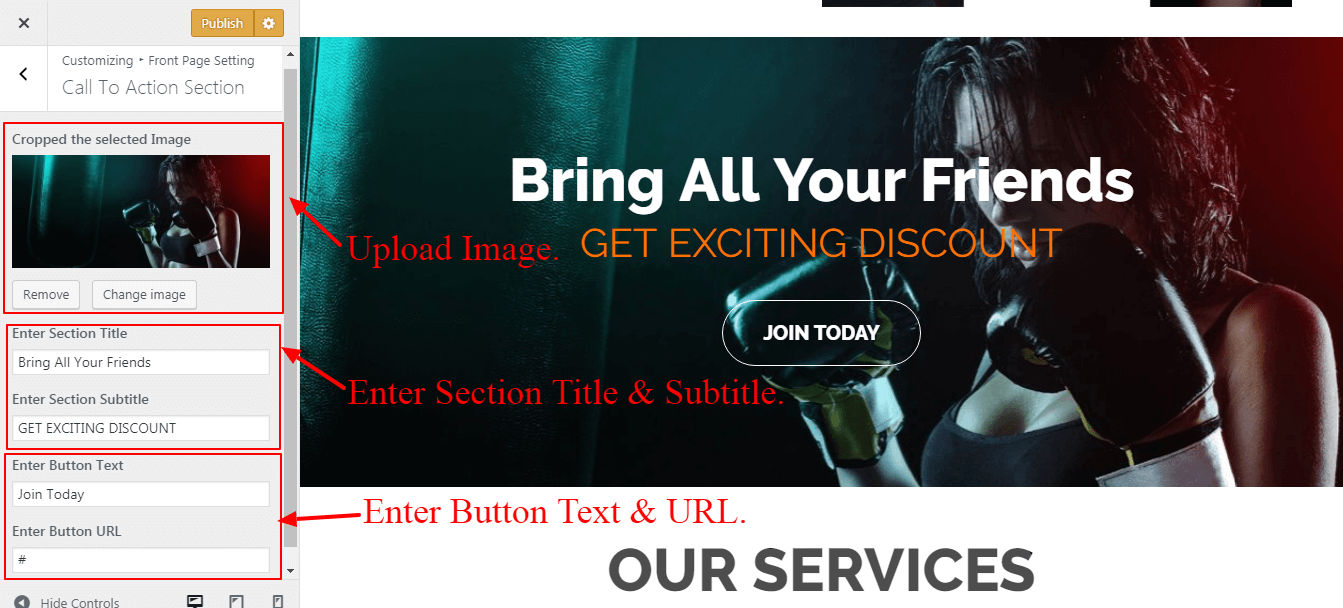 Publish
Customizing ▸ Front Page Setting
Call To Action Section
Cropped the selected Image
Remove
Change image
Enter Section Title
Bring All Your Friends
Enter Section Subtitle
GET EXCITING DISCOUNT
Enter Button Text
Join Today
Enter Button URL
#
Hide Controls
Bring All Your Friends
GET EXCITING DISCOUNT
JOIN TODAY
Upload Image.
Enter Section Title & Subtitle.
Enter Button Text & URL.
OUR SERVICES